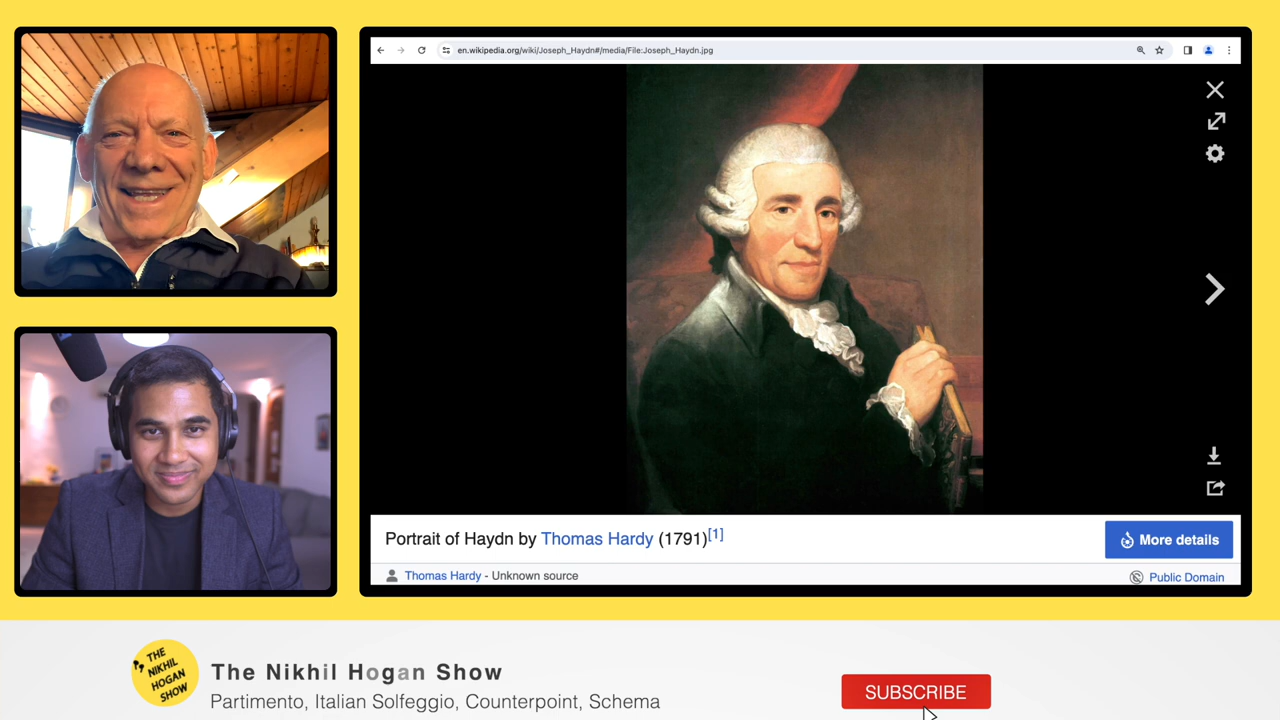 en.wikipedia.org/wiki/Joseph_Haydn#/media/File:Joseph_Haydn.jpg
Portrait of Haydn by Thomas Hardy (1791)[1]
More details
Thomas Hardy - Unknown source
Public Domain
THE
NIKHIL
HOGAN
SHOW
The Nikhil Hogan Show
Partimento, Italian Solfeggio, Counterpoint, Schema
SUBSCRIBE